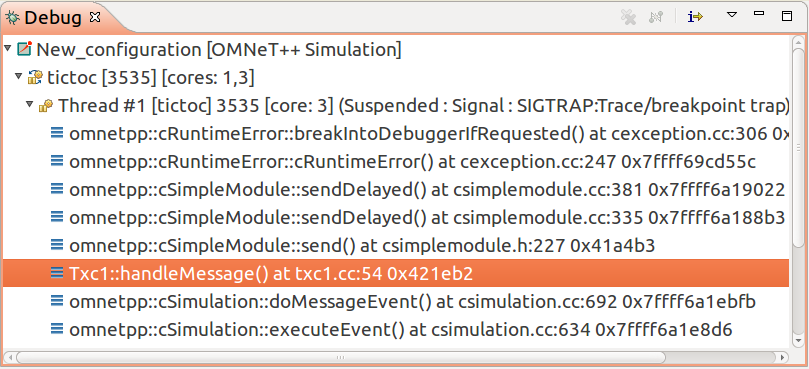 Debug
New_configuration [OMNeT++ Simulation]
tictoc [3535] [cores: 1,3]
Thread #1 [tictoc] 3535 [core: 3] (Suspended : Signal : SIGTRAP:Trace/breakpoint trap)
omnetpp::cRuntimeError::breakIntoDebuggerIfRequested() at cexception.cc:306 0x
omnetpp::cRuntimeError::cRuntimeError() at cexception.cc:247 0x7ffff69cd55c
omnetpp::cSimpleModule::sendDelayed() at csimplemodule.cc:381 0x7ffff6a19022
omnetpp::cSimpleModule::sendDelayed() at csimplemodule.cc:335 0x7ffff6a188b3
omnetpp::cSimpleModule::send() at csimplemodule.h:227 0x41a4b3
Txc1::handleMessage() at txc1.cc:54 0x421eb2
omnetpp::cSimulation::doMessageEvent() at csimulation.cc:692 0x7ffff6a1ebfb
omnetpp::cSimulation::executeEvent() at csimulation.cc:634 0x7ffff6a1e8d6